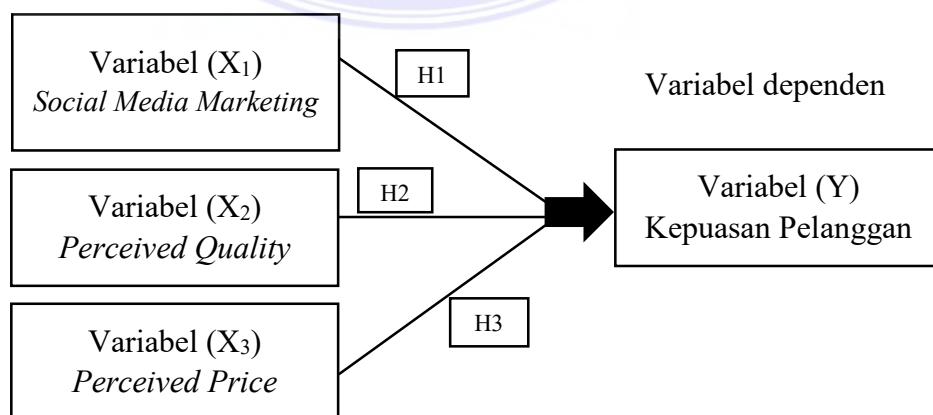 Variabel (X₁)
Social Media Marketing
H1
Variabel dependen
Variabel (X₂)
Perceived Quality
H2
Variabel (Y)
Kepuasan Pelanggan
Variabel (X₃)
Perceived Price
H3